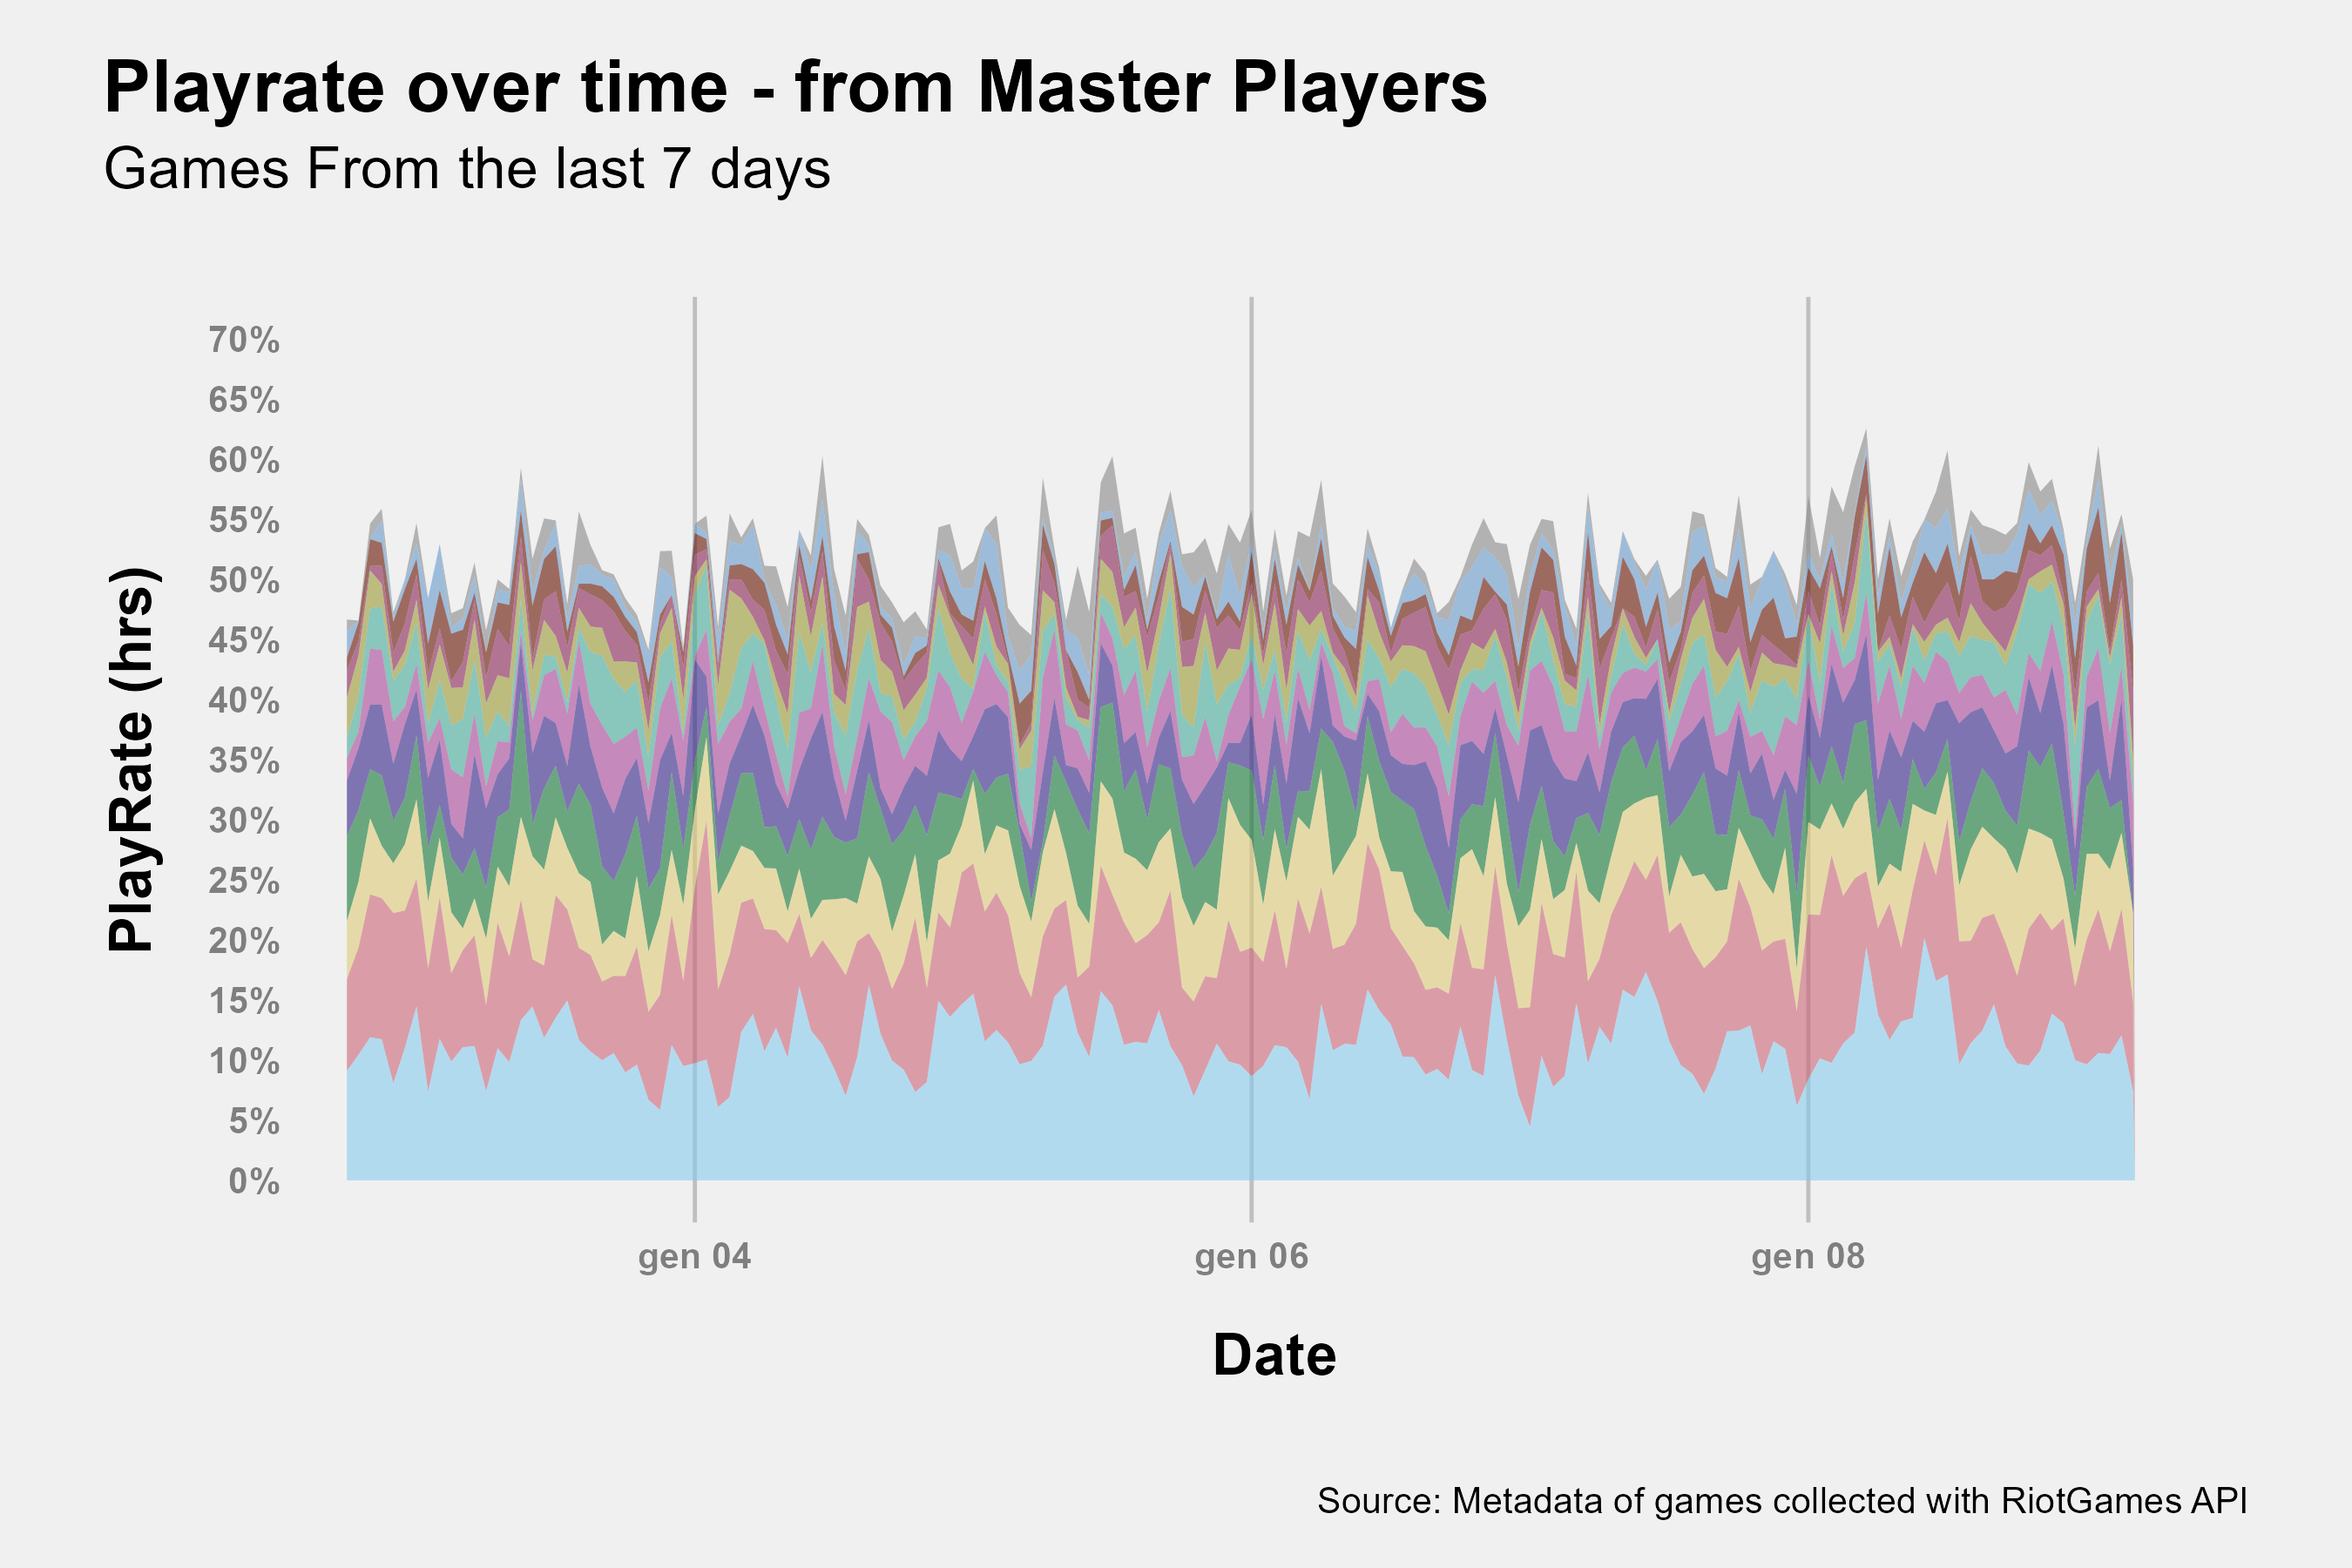 Playrate over time - from Master Players
Games From the last 7 days
70%
65%
60%
55%
50%
45%
40%
35%
30%
25%
20%
15%
10%
5%
0%
PlayRate (hrs)
gen 04
gen 06
gen 08
Date
Source: Metadata of games collected with RiotGames API